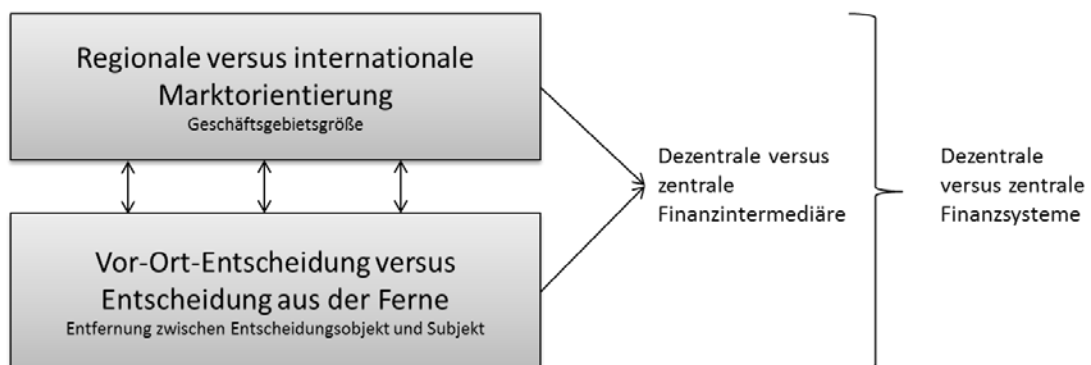 Regionale versus internationale
Marktorientierung
Geschäftsgebietsgröße
Vor-Ort-Entscheidung versus
Entscheidung aus der Ferne
Entfernung zwischen Entscheidungsobjekt und Subjekt
Dezentrale versus
zentrale
Finanzintermediäre
Dezentrale
versus zentrale
Finanzsysteme